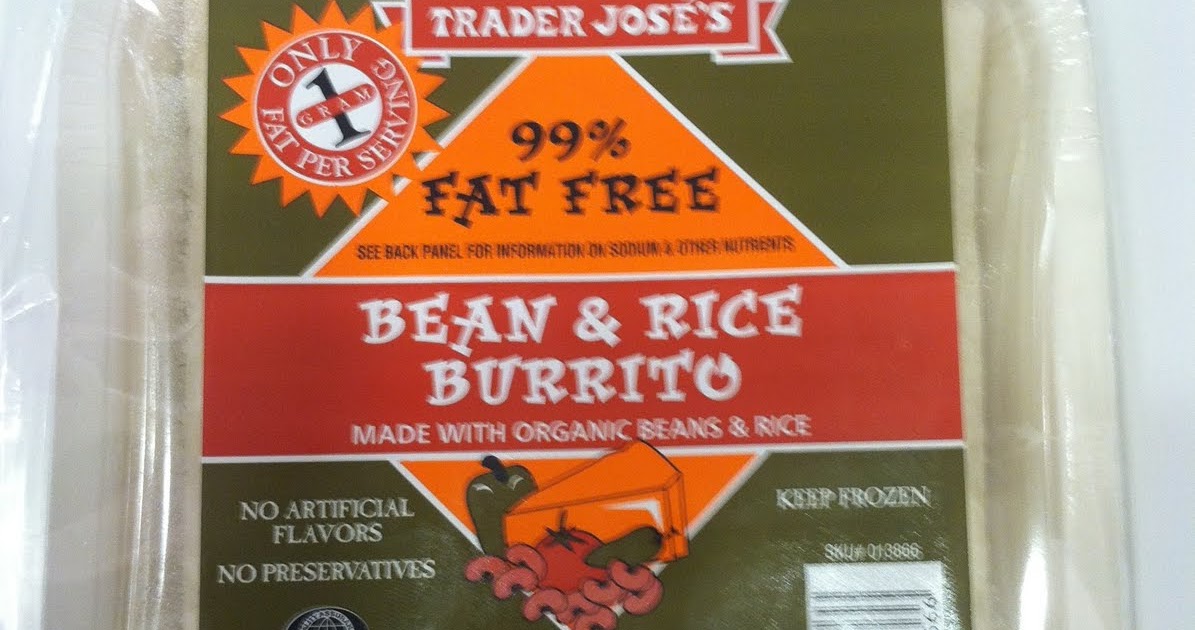 TRADER JOSÉ'S
ONLY
1
GRAM
FAT PER SERVING
99%
FAT FREE
SEE BACK PANEL FOR INFORMATION ON SODIUM & OTHER NUTRIENTS
BEAN & RICE
BURRITO
MADE WITH ORGANIC BEANS & RICE
NO ARTIFICIAL
FLAVORS
NO PRESERVATIVES
KEEP FROZEN
SKU# 013866